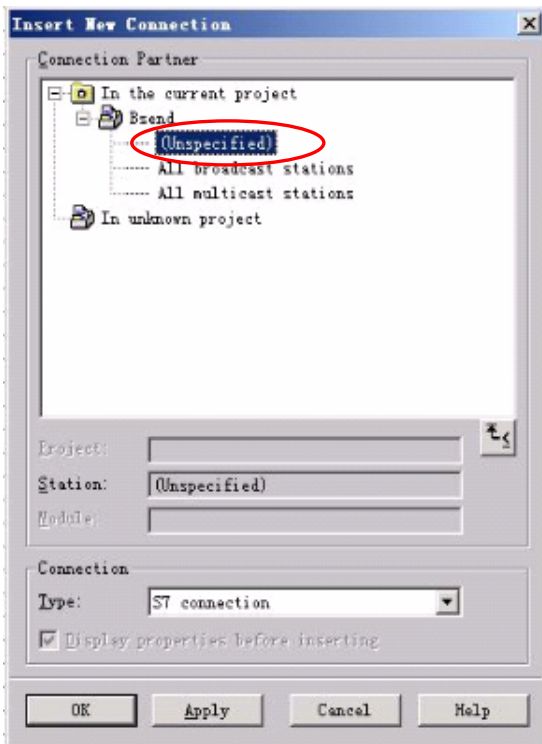 Insert New Connection
Connection Partner
In the current project
Bsend
(Unspecified)
All broadcast stations
All multicast stations
In unknown project
Project:
Station: (Unspecified)
Module:
Connection
Type: S7 connection
Display properties before inserting
OK Apply Cancel Help